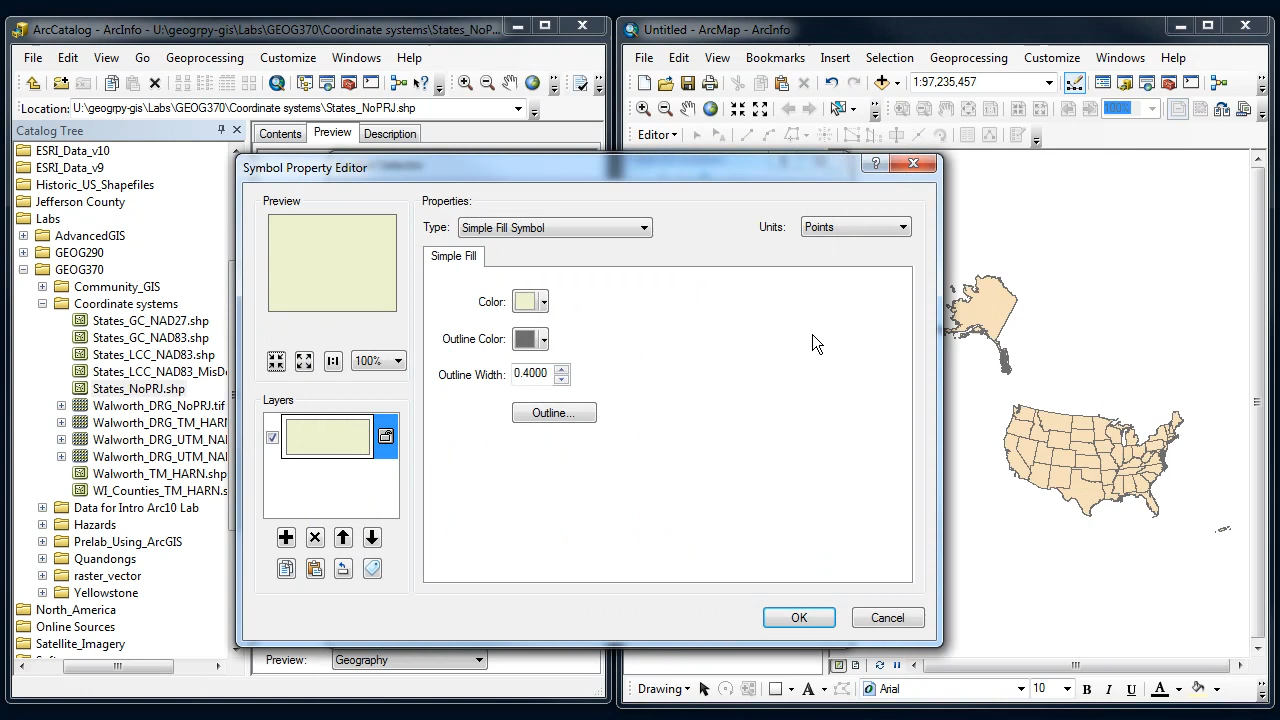 ArcCatalog - ArcInfo - U:\geogrpy-gis\Labs\GEOG370\Coordinate systems\States_NoP...
File Edit View Go Geoprocessing Customize Windows Help
Location: U:\geogrpy-gis\Labs\GEOG370\Coordinate systems\States_NoPRJ.shp
Catalog Tree
Contents Preview Description
ESRI_Data_v10
ESRI_Data_v9
Historic_US_Shapefiles
Jefferson County
Labs
AdvancedGIS
GEOG290
GEOG370
Community_GIS
Coordinate systems
States_GC_NAD27.shp
States_GC_NAD83.shp
States_LCC_NAD83.shp
States_LCC_NAD83_MisD
States_NoPRJ.shp
Walworth_DRG_NoPRJ.tif
Walworth_DRG_TM_HARN
Walworth_DRG_UTM_NA
Walworth_DRG_UTM_NA
Walworth_TM_HARN.shp
WI_Counties_TM_HARN.s
Data for Intro Arc10 Lab
Hazards
Prelab_Using_ArcGIS
Quandongs
raster_vector
Yellowstone
North_America
Online Sources
Satellite_Imagery
Preview: Geography
Untitled - ArcMap - ArcInfo
File Edit View Bookmarks Insert Selection Geoprocessing Customize Windows Help
1:97,235,457
100%
Editor
Symbol Property Editor
Preview
100%
Layers
Properties:
Type: Simple Fill Symbol Units: Points
Simple Fill
Color:
Outline Color:
Outline Width: 0.4000
Outline...
OK Cancel
Drawing A Arial 10 B I U A